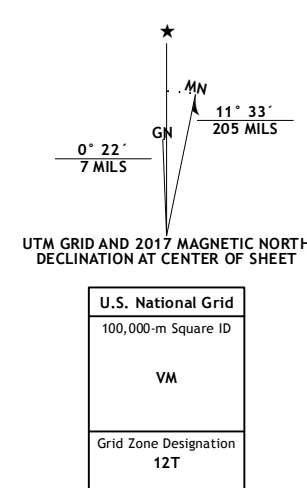 ★
MN
GN
11° 33´
205 MILS
0° 22´
7 MILS
UTM GRID AND 2017 MAGNETIC NORTH
DECLINATION AT CENTER OF SHEET
U.S. National Grid
100,000-m Square ID
VM
Grid Zone Designation
12T